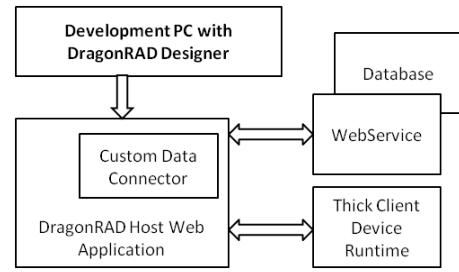 Development PC with
DragonRAD Designer
Database
WebService
Custom Data
Connector
DragonRAD Host Web
Application
Thick Client
Device
Runtime